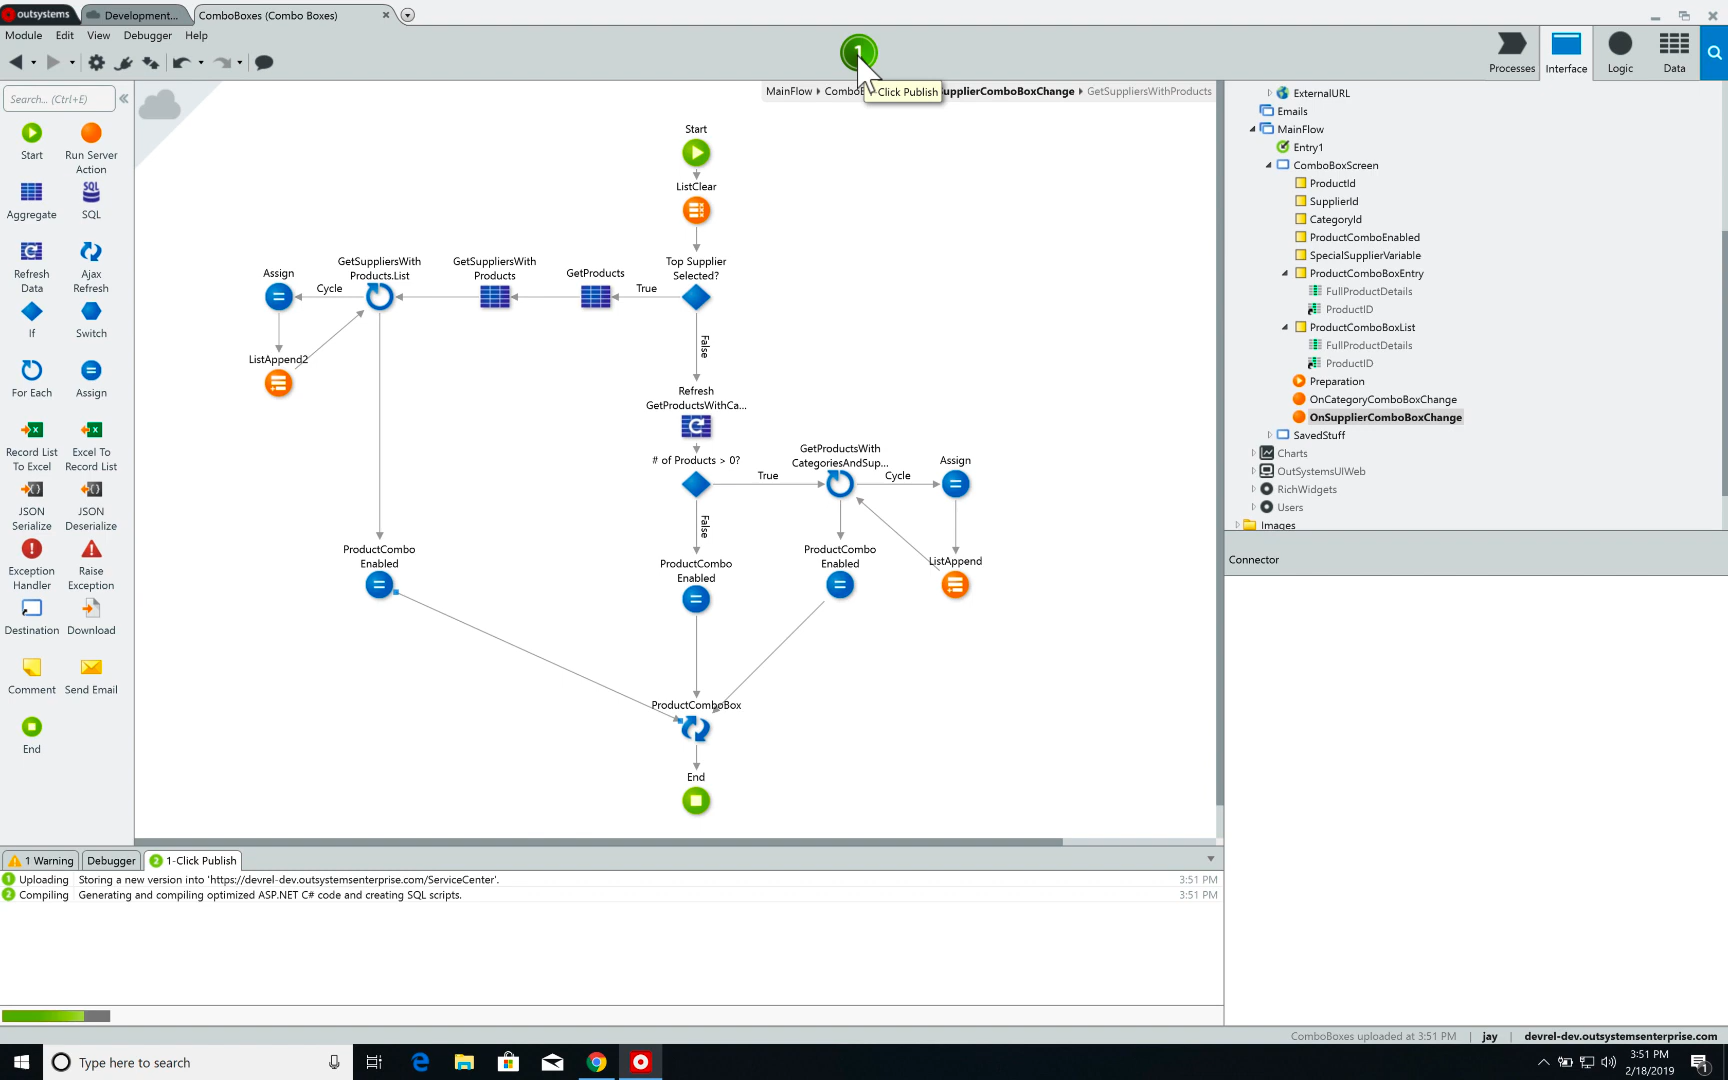 outsystems
Development...
ComboBoxes (Combo Boxes)
Module Edit View Debugger Help
1
Processes Interface Logic Data
Search... (Ctrl+E)
MainFlow
SupplierComboBoxChange
GetSuppliersWithProducts
Click Publish
Start
Run Server
Action
Aggregate
SQL
Refresh
Data
Ajax
Refresh
If
Switch
For Each
Assign
Record List
To Excel
Excel To
Record List
JSON
Serialize
JSON
Deserialize
Exception
Handler
Raise
Exception
Destination
Download
Comment
Send Email
End
Start
ListClear
Top Supplier
Selected?
True
GetProducts
GetSuppliersWith
Products
GetSuppliersWith
Products.List
Cycle
Assign
ListAppend2
False
Refresh
GetProductsWithCa...
# of Products > 0?
True
GetProductsWith
CategoriesAndSup...
Cycle
Assign
False
ListAppend
ProductCombo
Enabled
ProductCombo
Enabled
ProductCombo
Enabled
ProductComboBox
End
ExternalURL
Emails
MainFlow
Entry1
ComboBoxScreen
ProductId
SupplierId
CategoryId
ProductComboEnabled
SpecialSupplierVariable
ProductComboBoxEntry
FullProductDetails
ProductID
ProductComboBoxList
FullProductDetails
ProductID
Preparation
OnCategoryComboBoxChange
OnSupplierComboBoxChange
SavedStuff
Charts
OutSystemsUIWeb
RichWidgets
Users
Images
Connector
1 Warning
Debugger
2 1-Click Publish
1 Uploading Storing a new version into 'https://devrel-dev.outsystemsenterprise.com/ServiceCenter'. 3:51 PM
2 Compiling Generating and compiling optimized ASP.NET C# code and creating SQL scripts. 3:51 PM
ComboBoxes uploaded at 3:51 PM
jay
devrel-dev.outsystemsenterprise.com
Type here to search
3:51 PM
2/18/2019
1